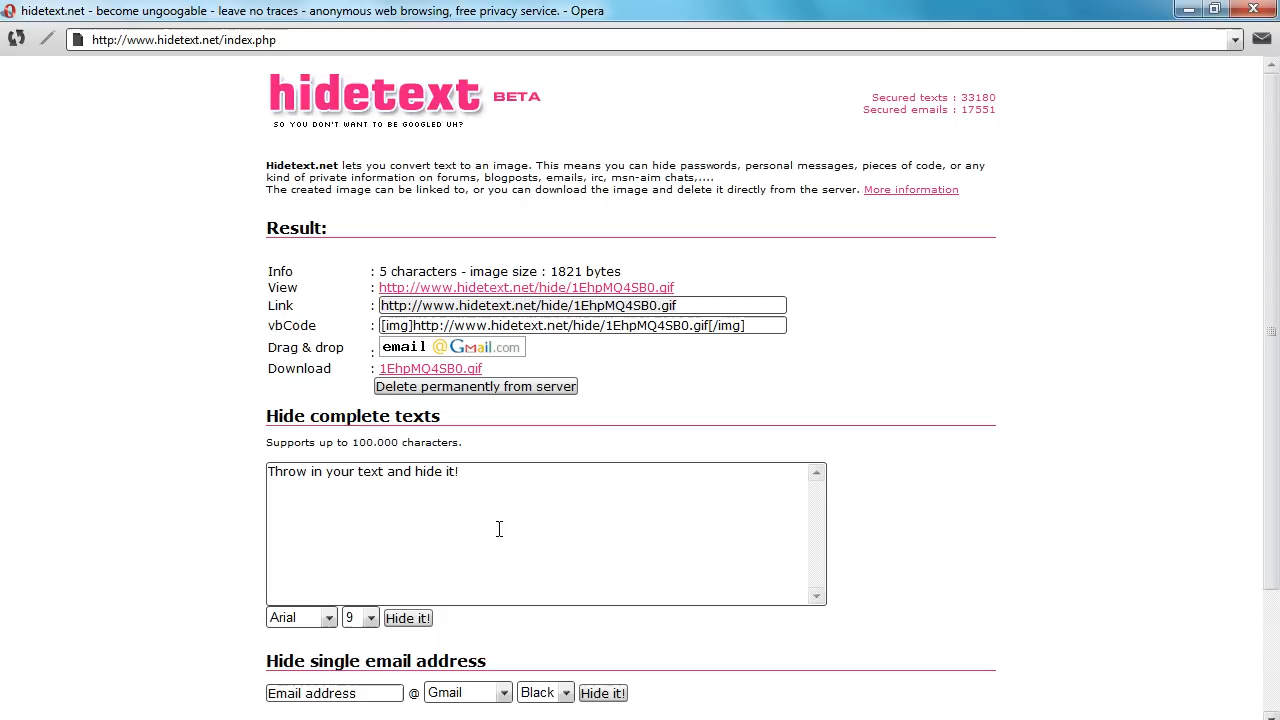 hidetext.net - become ungoogable - leave no traces - anonymous web browsing, free privacy service. - Opera
http://www.hidetext.net/index.php
hidetext BETA
SO YOU DON'T WANT TO BE GOOGLED UH?
Secured texts : 33180
Secured emails : 17551
Hidetext.net lets you convert text to an image. This means you can hide passwords, personal messages, pieces of code, or any
kind of private information on forums, blogposts, emails, irc, msn-aim chats,....
The created image can be linked to, or you can download the image and delete it directly from the server. More information
Result:
Info : 5 characters - image size : 1821 bytes
View : http://www.hidetext.net/hide/1EhpMQ4SB0.gif
Link : http://www.hidetext.net/hide/1EhpMQ4SB0.gif
vbCode : [img]http://www.hidetext.net/hide/1EhpMQ4SB0.gif[/img]
Drag & drop : email @Gmail.com
Download : 1EhpMQ4SB0.gif
Delete permanently from server
Hide complete texts
Supports up to 100.000 characters.
Throw in your text and hide it!
Arial 9 Hide it!
Hide single email address
Email address @ Gmail Black Hide it!